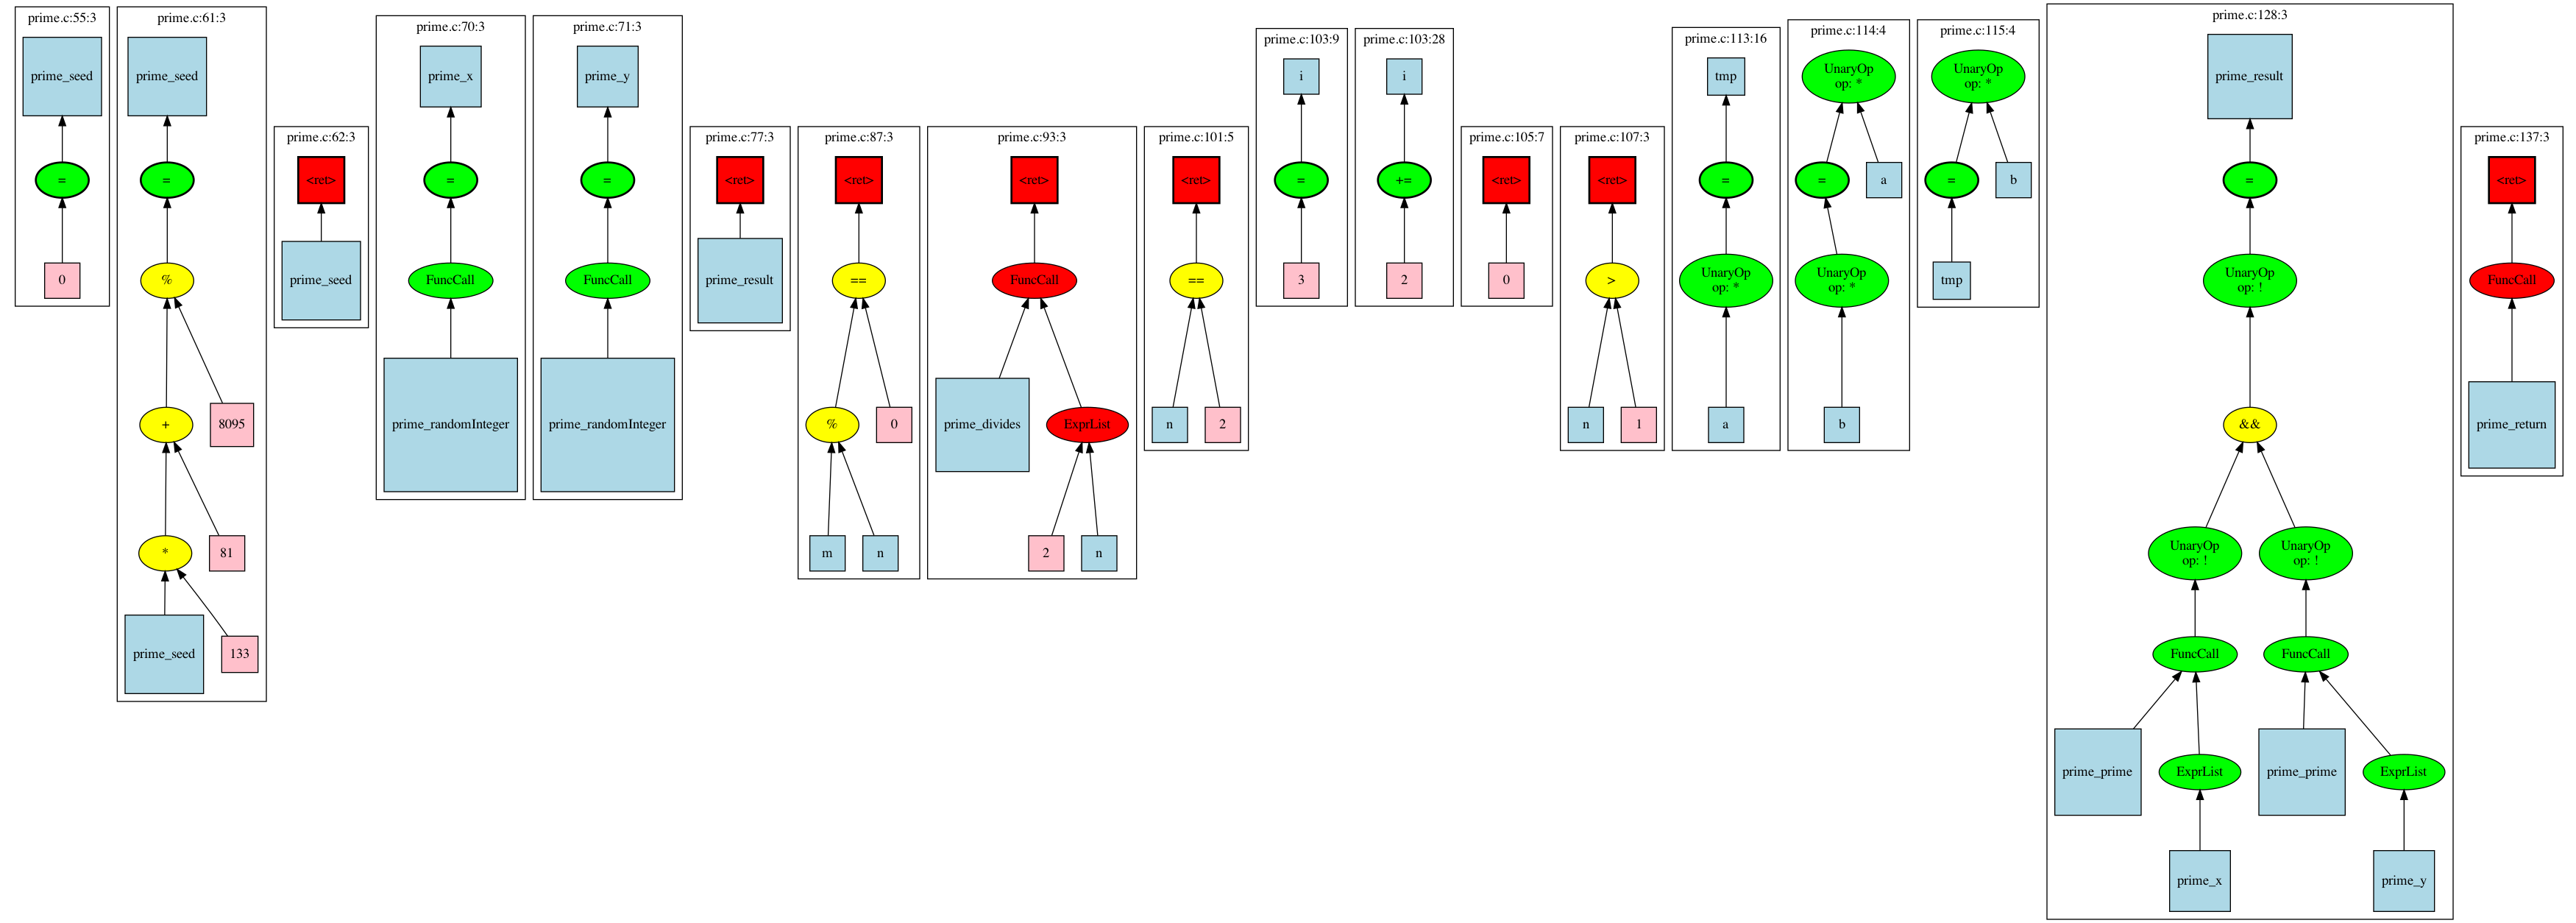 prime.c:55:3
prime_seed
=
0
prime.c:61:3
prime_seed
=
%
+
8095
*
81
prime_seed
133
prime.c:62:3
<ret>
prime_seed
prime.c:70:3
prime_x
=
FuncCall
prime_randomInteger
prime.c:71:3
prime_y
=
FuncCall
prime_randomInteger
prime.c:77:3
<ret>
prime_result
prime.c:87:3
<ret>
==
%
0
m
n
prime.c:93:3
<ret>
FuncCall
prime_divides
ExprList
2
n
prime.c:101:5
<ret>
==
n
2
prime.c:103:9
i
=
3
prime.c:103:28
i
+=
2
prime.c:105:7
<ret>
0
prime.c:107:3
<ret>
>
n
1
prime.c:113:16
tmp
=
UnaryOp
op: *
a
prime.c:114:4
UnaryOp
op: *
=
a
UnaryOp
op: *
b
prime.c:115:4
UnaryOp
op: *
=
b
tmp
prime.c:128:3
prime_result
=
UnaryOp
op: !
&&
UnaryOp
op: !
UnaryOp
op: !
FuncCall
FuncCall
prime_prime
ExprList
prime_prime
ExprList
prime_x
prime_y
prime.c:137:3
<ret>
FuncCall
prime_return